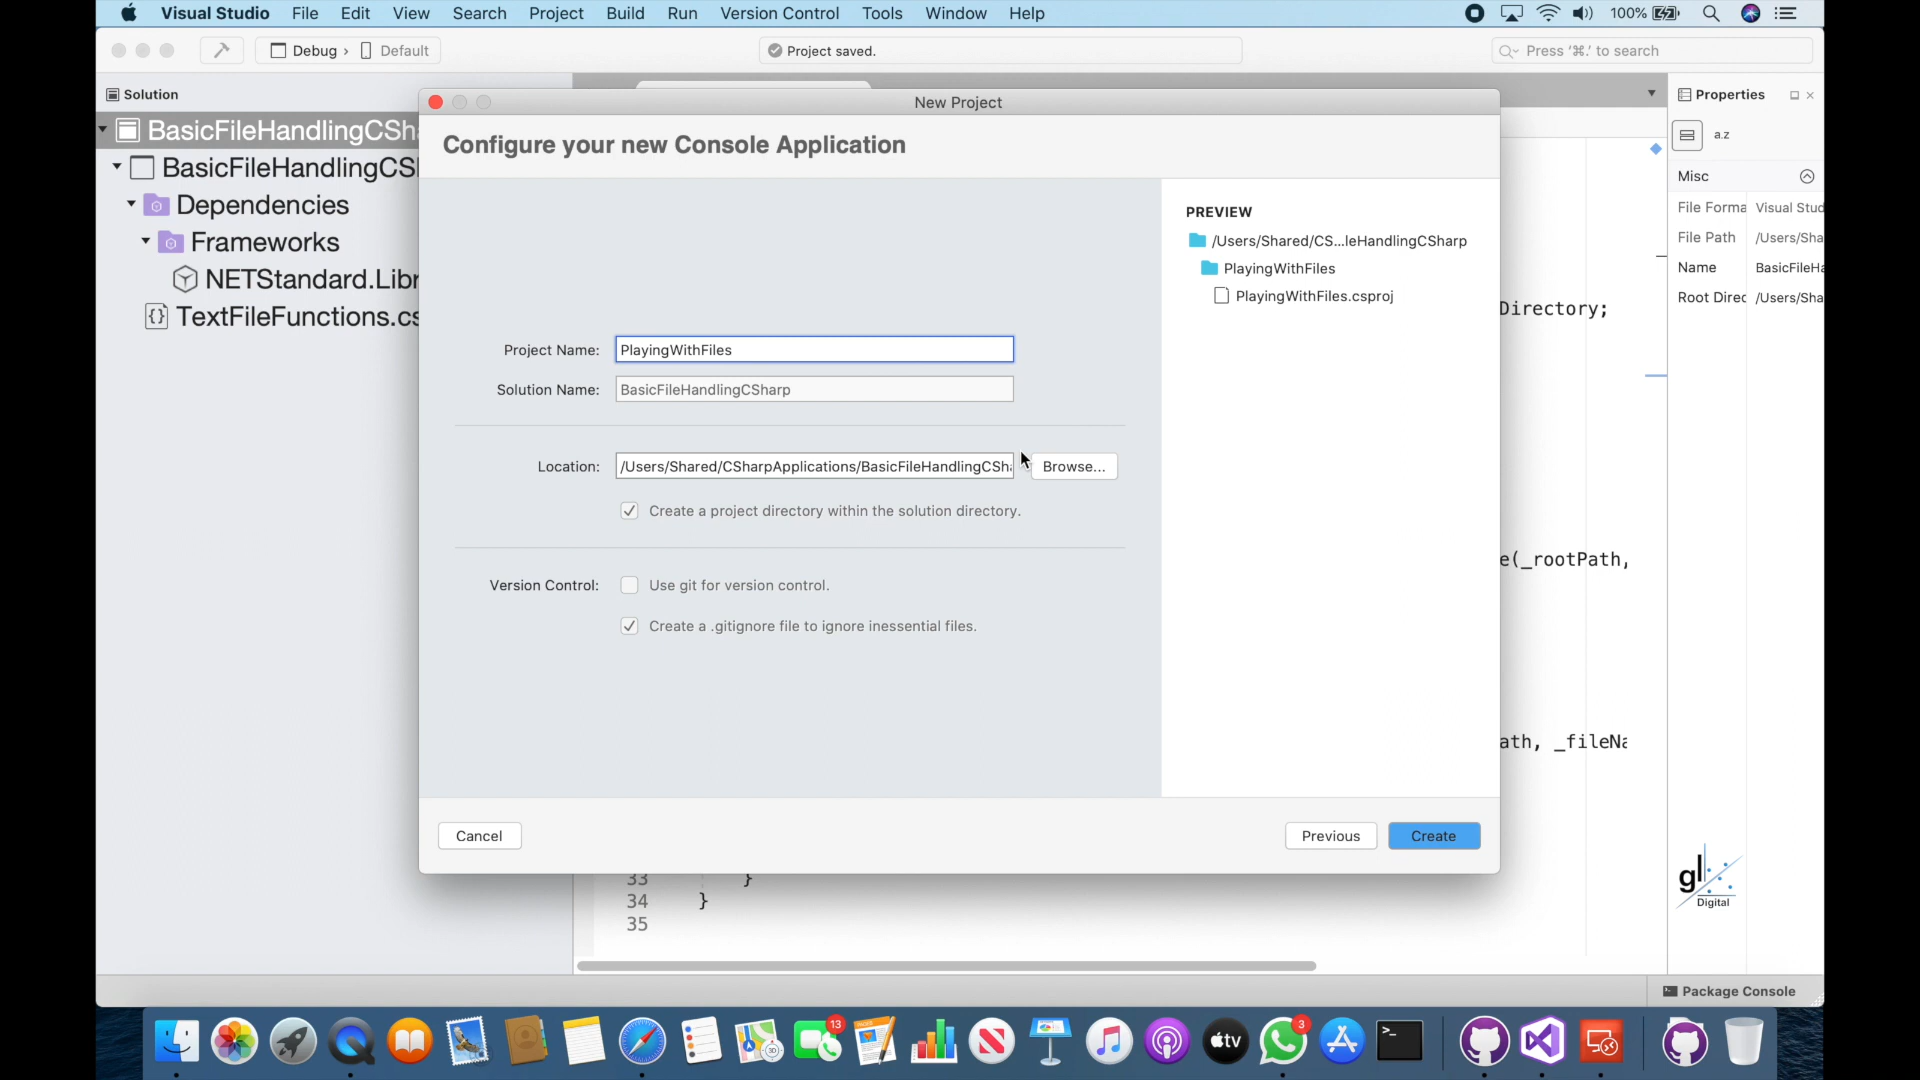 Visual Studio File Edit View Search Project Build Run Version Control Tools Window Help 100%
Debug › Default
Project saved.
Press '⌘.' to search
Solution
New Project
Properties
a.z
Configure your new Console Application
BasicFileHandlingCSha
BasicFileHandlingCSh
Dependencies
Frameworks
NETStandard.Libr
TextFileFunctions.cs
Misc
File Forma Visual Stud
File Path /Users/Sha
Name BasicFileHa
Root Direc /Users/Sha
PREVIEW
/Users/Shared/CS...leHandlingCSharp
PlayingWithFiles
PlayingWithFiles.csproj
Directory;
Project Name: PlayingWithFiles
Solution Name: BasicFileHandlingCSharp
Location: /Users/Shared/CSharpApplications/BasicFileHandlingCSh Browse...
Create a project directory within the solution directory.
e(_rootPath,
Version Control: Use git for version control.
Create a .gitignore file to ignore inessential files.
ath, _fileNa
Cancel Previous Create
33 }
34 }
35
gl
Digital
Package Console
13
3D
tv
3
>_